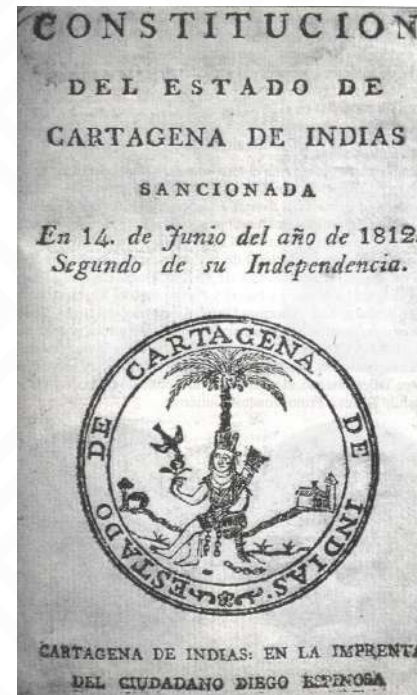 CONSTITUCION
DEL ESTADO DE
CARTAGENA DE INDIAS
SANCIONADA
En 14. de Junio del año de 1812.
Segundo de su Independencia.
ESTADO DE CARTAGENA DE INDIAS.
CARTAGENA DE INDIAS: EN LA IMPRENTA
DEL CIUDADANO DIEGO ESPINOSA